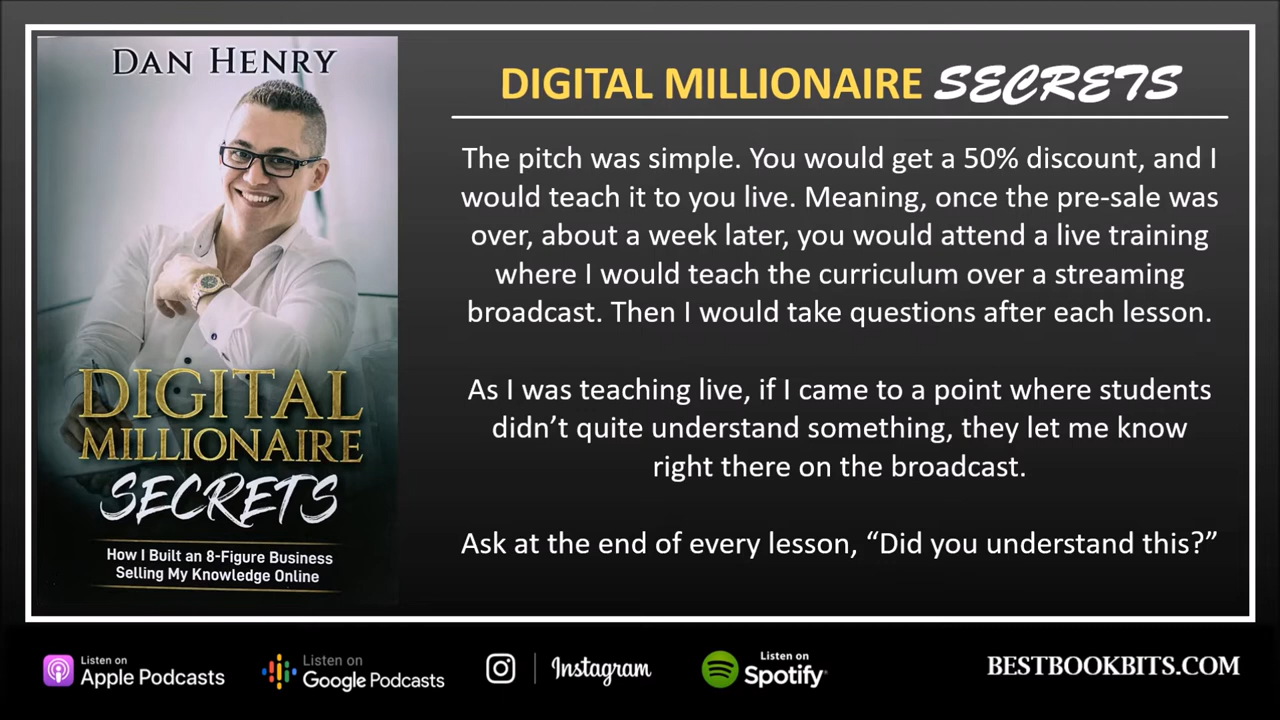 DAN HENRY
DIGITAL
MILLIONAIRE
SECRETS
How I Built an 8-Figure Business
Selling My Knowledge Online
DIGITAL MILLIONAIRE SECRETS
The pitch was simple. You would get a 50% discount, and I
would teach it to you live. Meaning, once the pre-sale was
over, about a week later, you would attend a live training
where I would teach the curriculum over a streaming
broadcast. Then I would take questions after each lesson.
As I was teaching live, if I came to a point where students
didn’t quite understand something, they let me know
right there on the broadcast.
Ask at the end of every lesson, “Did you understand this?”
Listen on
Apple Podcasts
Listen on
Google Podcasts
Instagram
Listen on
Spotify
BESTBOOKBITS.COM